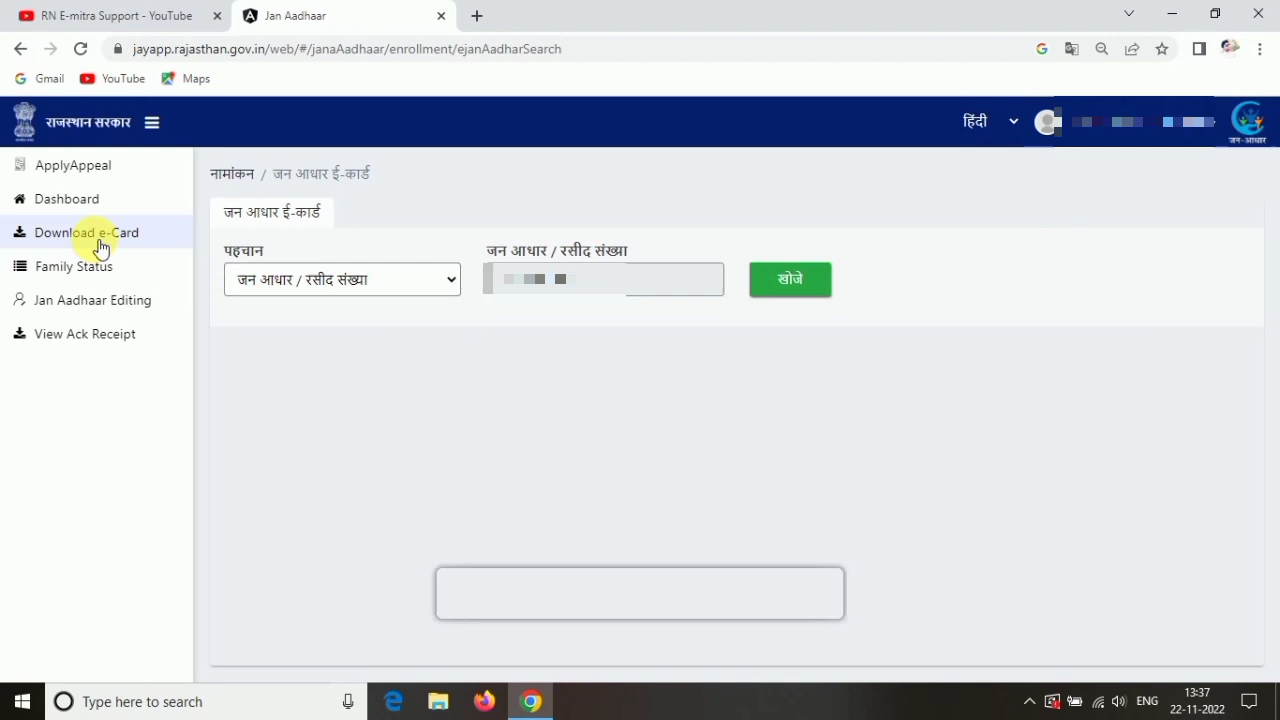 RN E-mitra Support - YouTube
Jan Aadhaar
jayapp.rajasthan.gov.in/web/#/janaAadhaar/enrollment/ejanAadharSearch
Gmail
YouTube
Maps
राजस्थान सरकार
हिंदी
जन-आधार
ApplyAppeal
Dashboard
Download e-Card
Family Status
Jan Aadhaar Editing
View Ack Receipt
नामांकन / जन आधार ई-कार्ड
जन आधार ई-कार्ड
पहचान
जन आधार / रसीद संख्या
जन आधार / रसीद संख्या
खोजे
Type here to search
ENG
13:37
22-11-2022